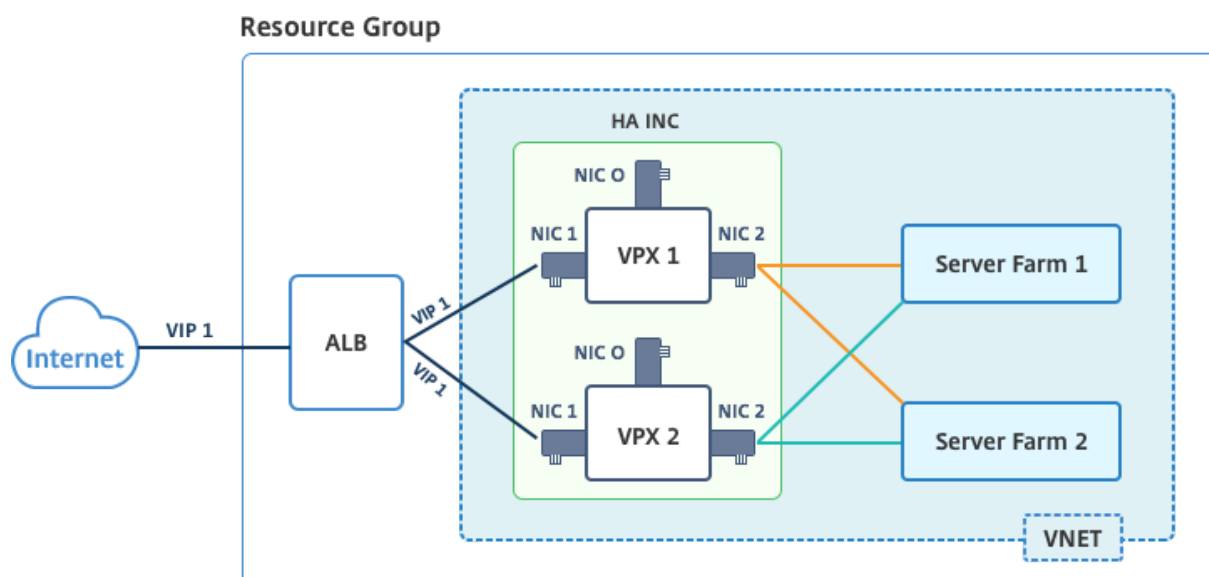 Resource Group
HA INC
NIC O
NIC 1
VPX 1
NIC 2
Server Farm 1
VIP 1
Internet
VIP 1
ALB
VIP 1
NIC O
NIC 1
VPX 2
NIC 2
Server Farm 2
VNET